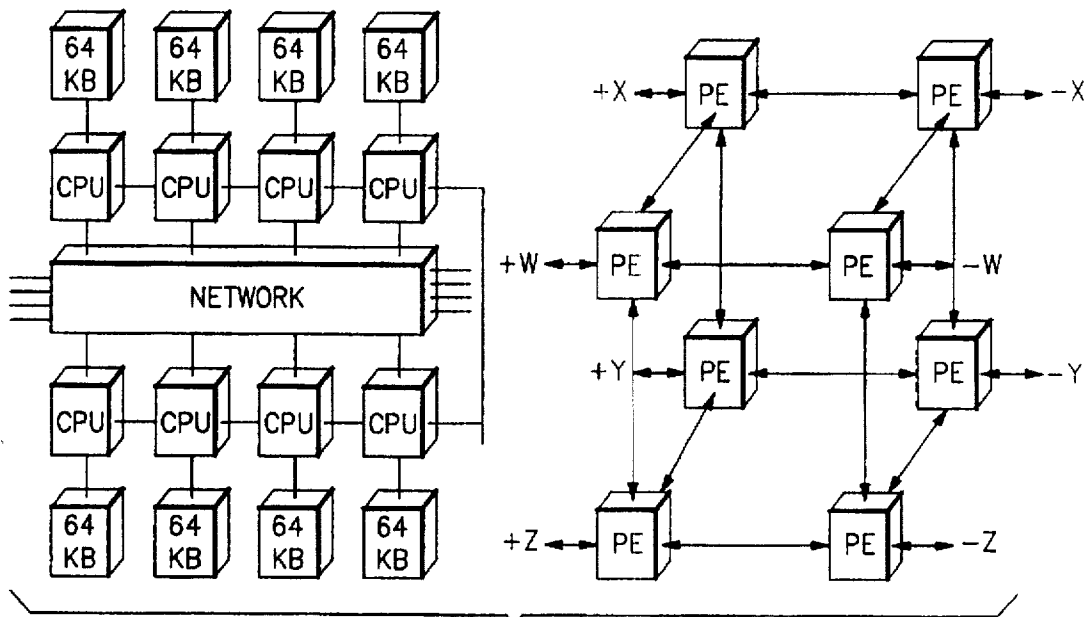 64 KB
64 KB
64 KB
64 KB
CPU
CPU
CPU
CPU
NETWORK
CPU
CPU
CPU
CPU
64 KB
64 KB
64 KB
64 KB
+X
PE
PE
-X
+W
PE
PE
-W
+Y
PE
PE
-Y
+Z
PE
PE
-Z